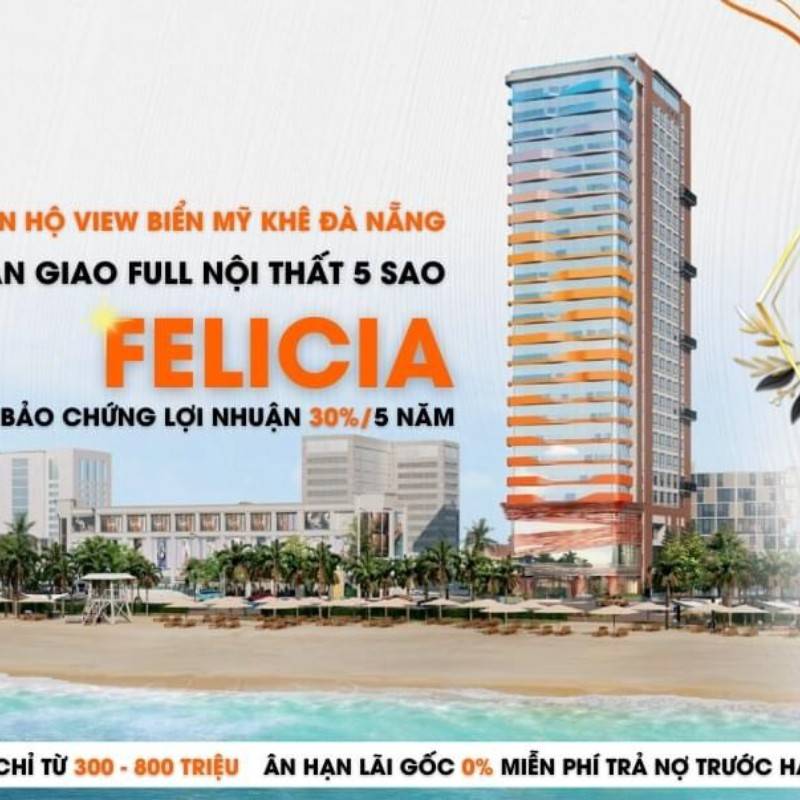 HỘ VIEW BIỂN MỸ KHÊ ĐÀ NẴNG
GIAO FULL NỘI THẤT 5 SAO
FELICIA
BẢO CHỨNG LỢI NHUẬN 30%/5 NĂM
CHỈ TỪ 300 - 800 TRIỆU ÂN HẠN LÃI GỐC 0% MIỄN PHÍ TRẢ NỢ TRƯỚC